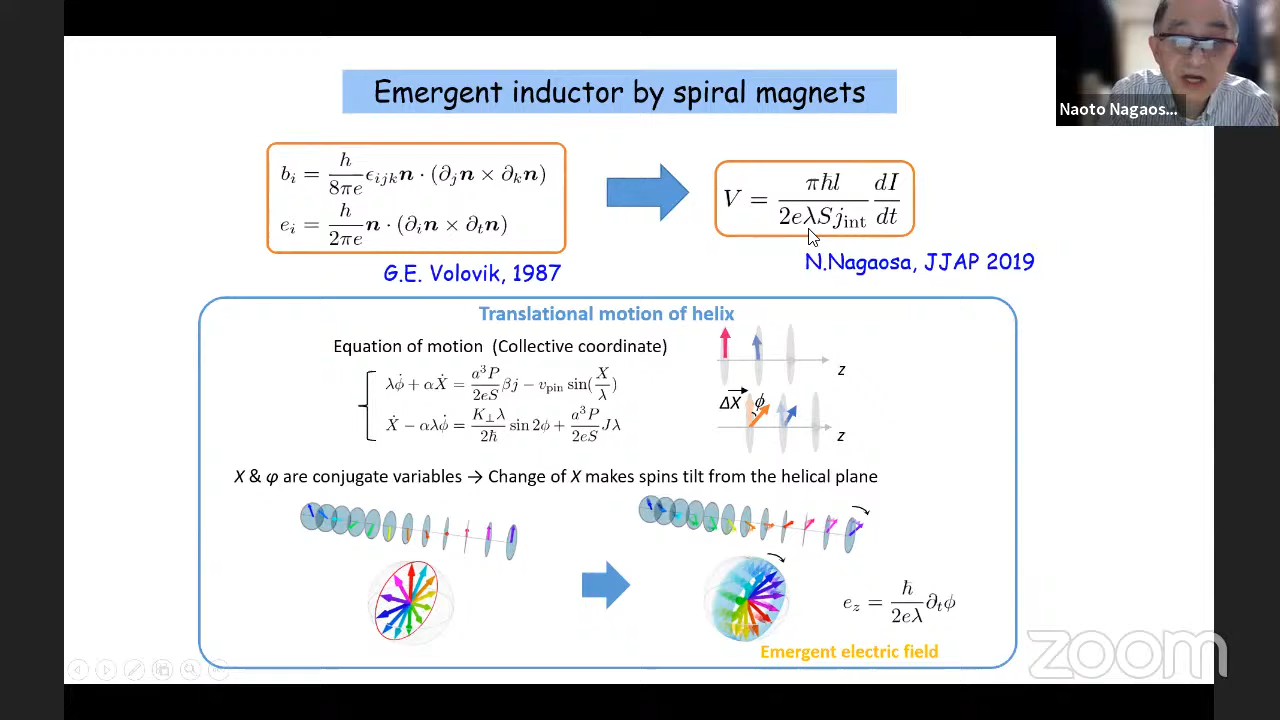 Emergent inductor by spiral magnets
Naoto Nagaos...
b_i = h/8πe ϵ_ijk n · (∂_j n × ∂_k n)
e_i = h/2πe n · (∂_i n × ∂_t n)
V = πħl/2eλSj_int dI/dt
G.E. Volovik, 1987
N.Nagaosa, JJAP 2019
Translational motion of helix
Equation of motion (Collective coordinate)
λϕ̇ + αẊ = a³P/2eS βj − v_pin sin(X/λ)
Ẋ − αλϕ̇ = K_⊥λ/2ħ sin 2ϕ + a³P/2eS Jλ
z
ΔX ϕ
z
X & φ are conjugate variables → Change of X makes spins tilt from the helical plane
e_z = ħ/2eλ ∂_t ϕ
Emergent electric field
zoom